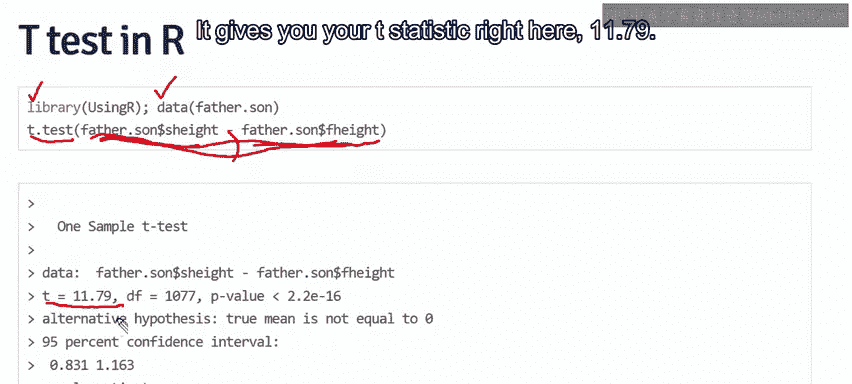 T test in R
It gives you your t statistic right here, 11.79.
library(UsingR); data(father.son)
t.test(father.son$sheight - father.son$fheight)
>
> One Sample t-test
>
> data: father.son$sheight - father.son$fheight
> t = 11.79, df = 1077, p-value < 2.2e-16
> alternative hypothesis: true mean is not equal to 0
> 95 percent confidence interval:
> 0.831 1.163